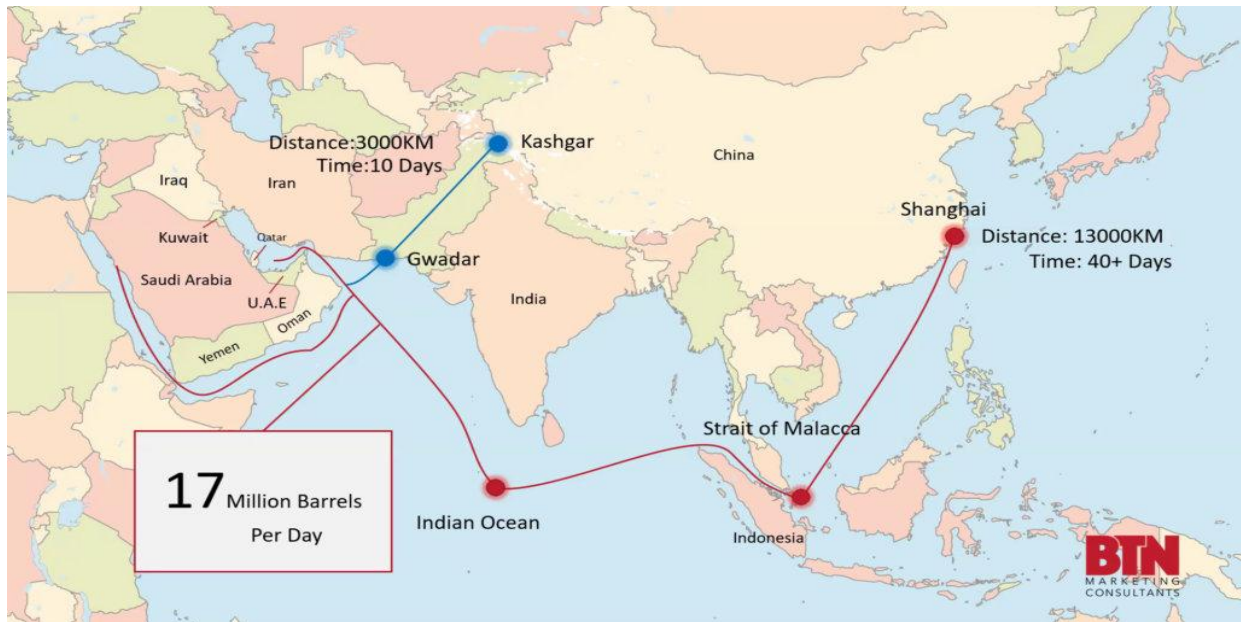 Distance:3000KM
Time:10 Days
Kashgar
China
Iraq
Iran
Shanghai
Kuwait
Qatar
Gwadar
Distance: 13000KM
Time: 40+ Days
Saudi Arabia
U.A.E
India
Oman
Yemen
Strait of Malacca
17 Million Barrels
Per Day
Indian Ocean
Indonesia
BTN
MARKETING
CONSULTANTS